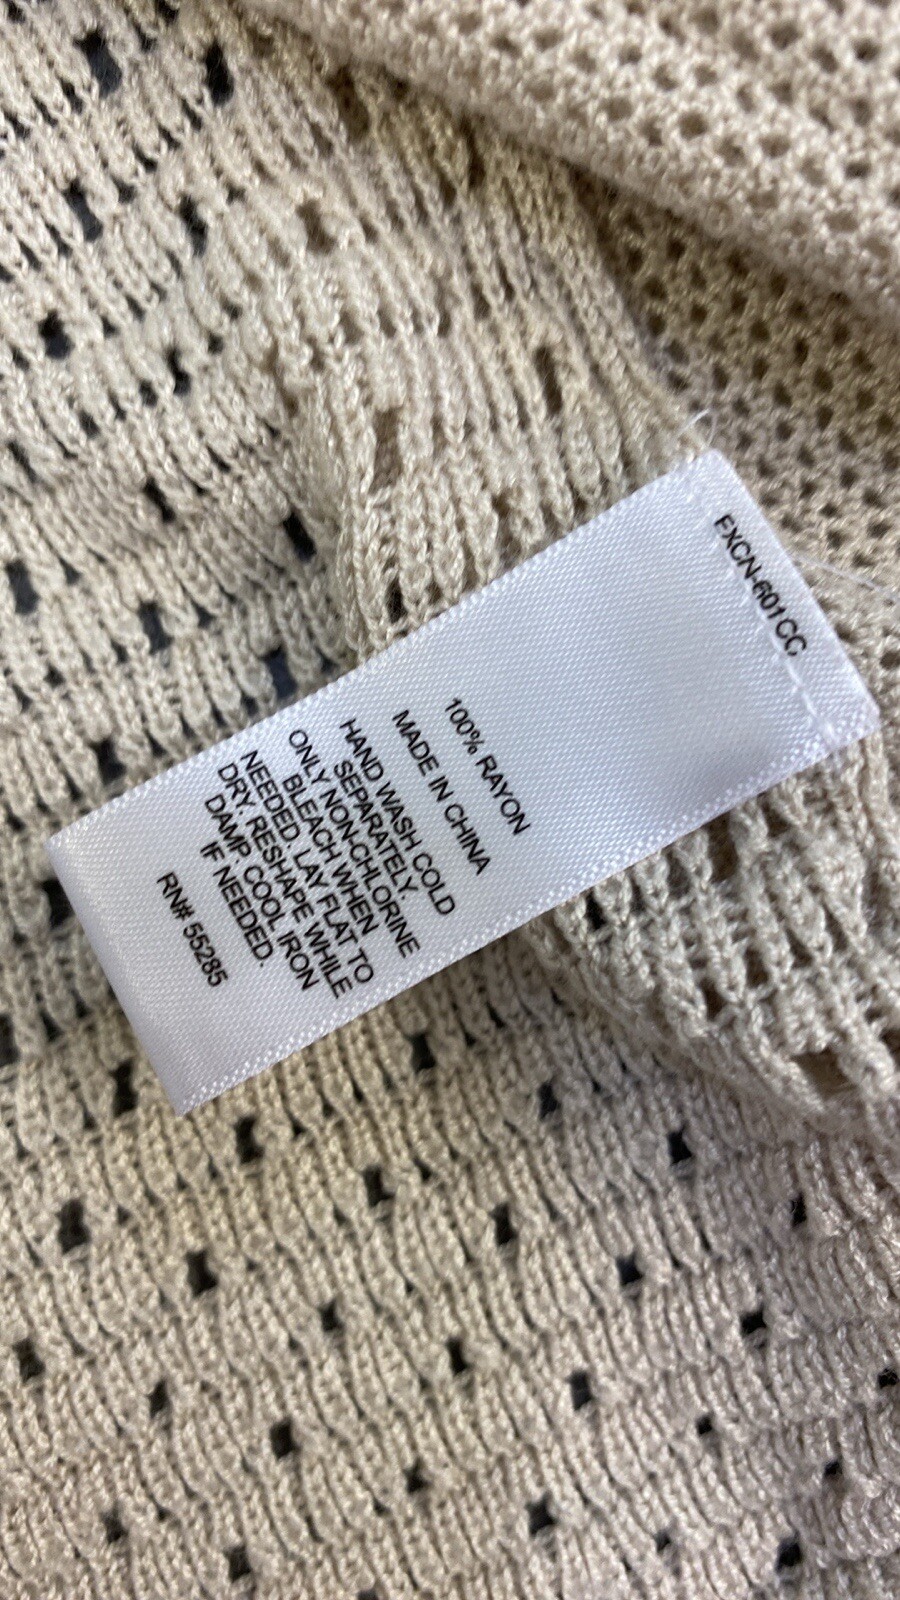 FXCN-601CC
100% RAYON
MADE IN CHINA
HAND WASH COLD
SEPARATELY.
ONLY NON-CHLORINE
BLEACH WHEN
NEEDED. LAY FLAT TO
DRY. RESHAPE WHILE
DAMP. COOL IRON
IF NEEDED.
RN# 55285